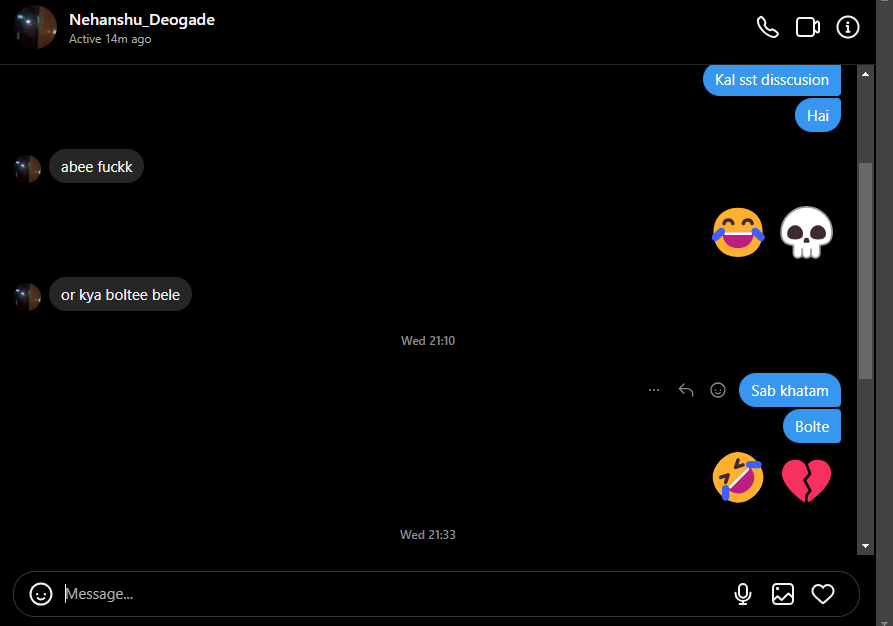 Nehanshu_Deogade
Active 14m ago
Kal sst disscusion
Hai
abee fuckk
or kya boltee bele
Wed 21:10
Sab khatam
Bolte
Wed 21:33
Message...